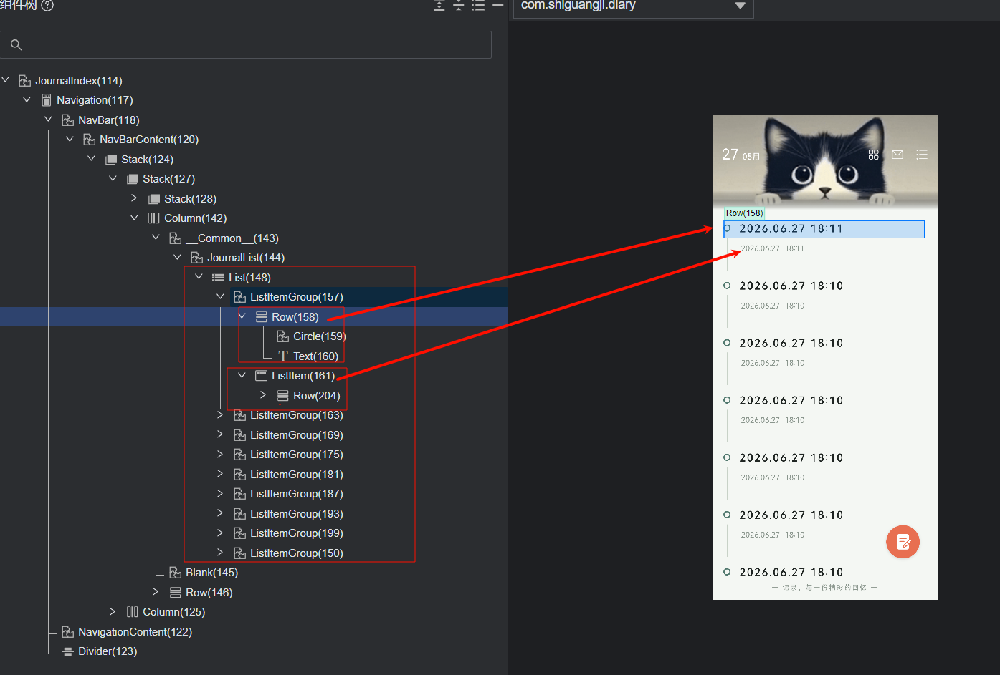 组件树
com.shiguangji.diary
JournalIndex(114)
Navigation(117)
NavBar(118)
NavBarContent(120)
Stack(124)
Stack(127)
Stack(128)
Column(142)
__Common__(143)
JournalList(144)
List(148)
ListItemGroup(157)
Row(158)
Circle(159)
Text(160)
ListItem(161)
Row(204)
ListItemGroup(163)
ListItemGroup(169)
ListItemGroup(175)
ListItemGroup(181)
ListItemGroup(187)
ListItemGroup(193)
ListItemGroup(199)
ListItemGroup(150)
Blank(145)
Row(146)
Column(125)
NavigationContent(122)
Divider(123)
27 05月
Row(158)
2026.06.27 18:11
2026.06.27 18:11
2026.06.27 18:10
2026.06.27 18:10
2026.06.27 18:10
2026.06.27 18:10
2026.06.27 18:10
2026.06.27 18:10
2026.06.27 18:10
2026.06.27 18:10
2026.06.27 18:10
2026.06.27 18:10
2026.06.27 18:10
— 记录，每一份精彩的回忆 —